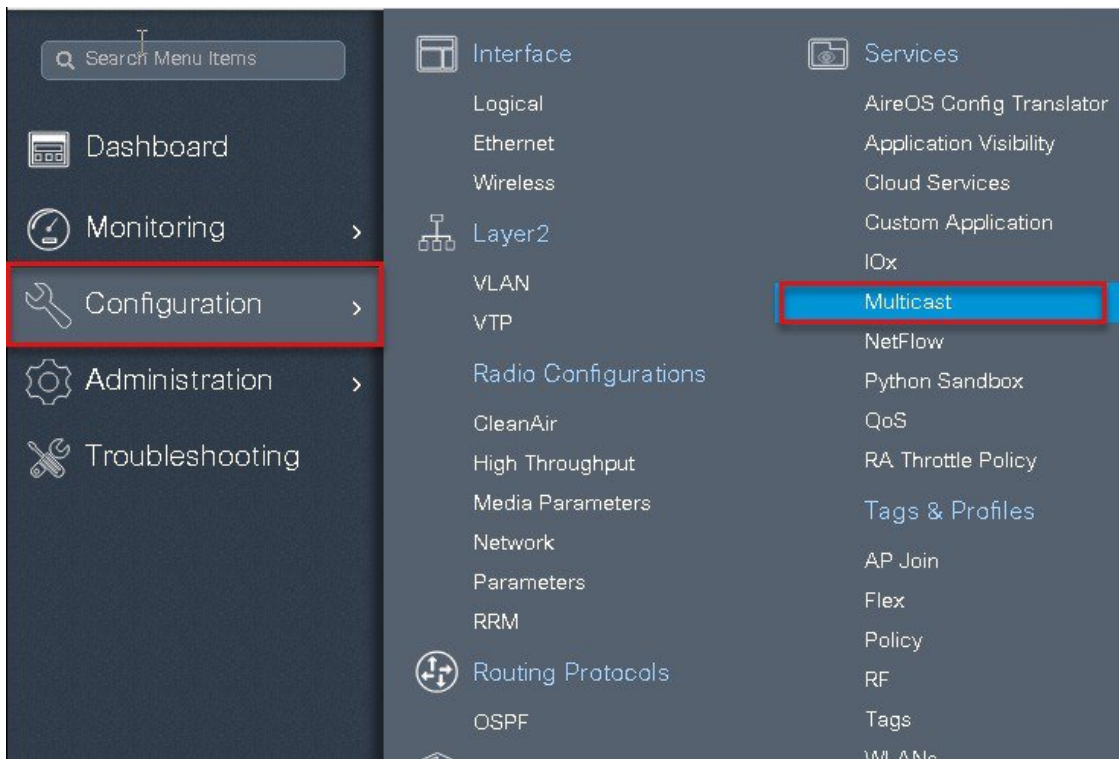 Search Menu Items
Dashboard
Monitoring
Configuration
Administration
Troubleshooting
Interface
Logical
Ethernet
Wireless
Layer2
VLAN
VTP
Radio Configurations
CleanAir
High Throughput
Media Parameters
Network
Parameters
RRM
Routing Protocols
OSPF
Services
AireOS Config Translator
Application Visibility
Cloud Services
Custom Application
IOx
Multicast
NetFlow
Python Sandbox
QoS
RA Throttle Policy
Tags & Profiles
AP Join
Flex
Policy
RF
Tags
WLANs